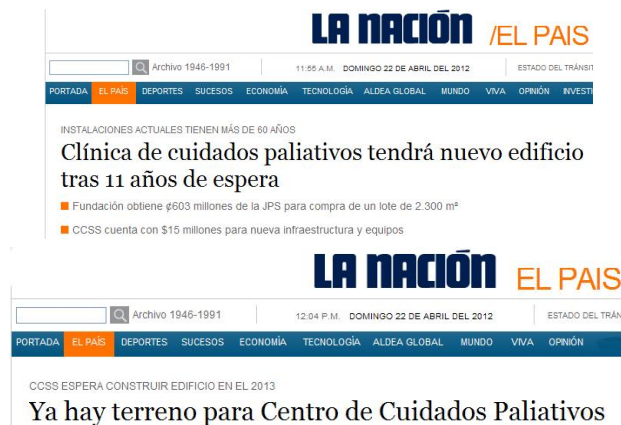 LA NACIÓN /EL PAIS
Archivo 1946-1991 11:55 A.M. DOMINGO 22 DE ABRIL DEL 2012 ESTADO DEL TRÁNSIT
PORTADA EL PAÍS DEPORTES SUCESOS ECONOMÍA TECNOLOGÍA ALDEA GLOBAL MUNDO VIVA OPINIÓN INVESTI
INSTALACIONES ACTUALES TIENEN MÁS DE 60 AÑOS
Clínica de cuidados paliativos tendrá nuevo edificio
tras 11 años de espera
Fundación obtiene ¢603 millones de la JPS para compra de un lote de 2.300 m²
CCSS cuenta con $15 millones para nueva infraestructura y equipos
LA NACIÓN EL PAIS
Archivo 1946-1991 12:04 P.M. DOMINGO 22 DE ABRIL DEL 2012 ESTADO DEL TRÁN
PORTADA EL PAÍS DEPORTES SUCESOS ECONOMÍA TECNOLOGÍA ALDEA GLOBAL MUNDO VIVA OPINIÓN
CCSS ESPERA CONSTRUIR EDIFICIO EN EL 2013
Ya hay terreno para Centro de Cuidados Paliativos